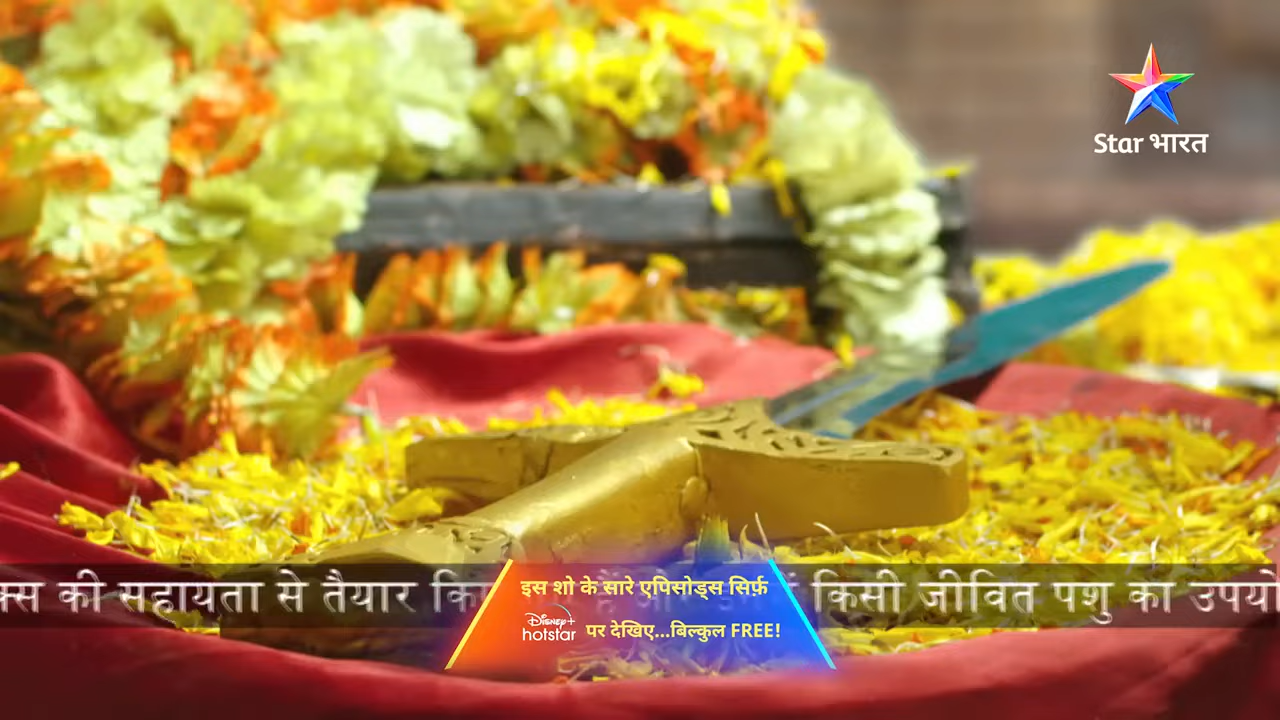 Star भारत
क्स की सहायता से तैयार कि
किसी जीवित पशु का उपयो
इस शो के सारे एपिसोड्स सिर्फ़
Disney+ hotstar पर देखिए...बिल्कुल FREE!